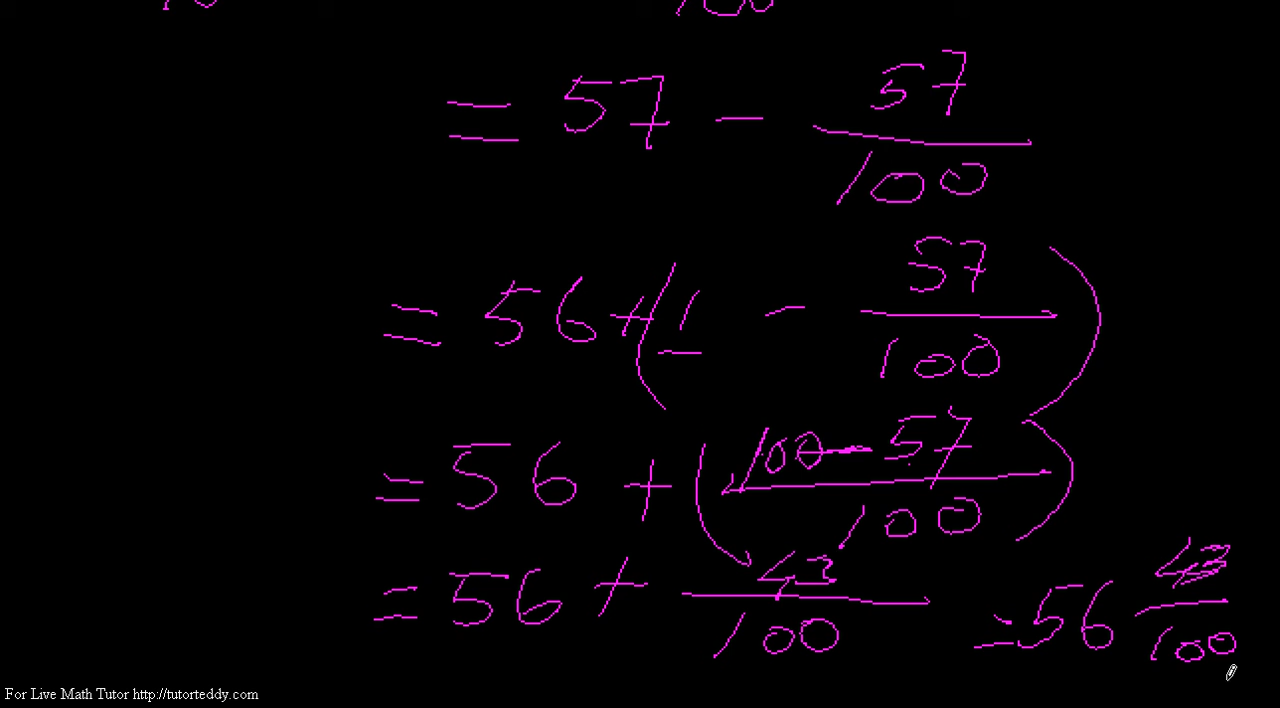 = 57 - 57/100
= 56 + (1 - 57/100)
= 56 + (100 - 57/100)
= 56 + 43/100 = 56 43/100
For Live Math Tutor http://tutorteddy.com